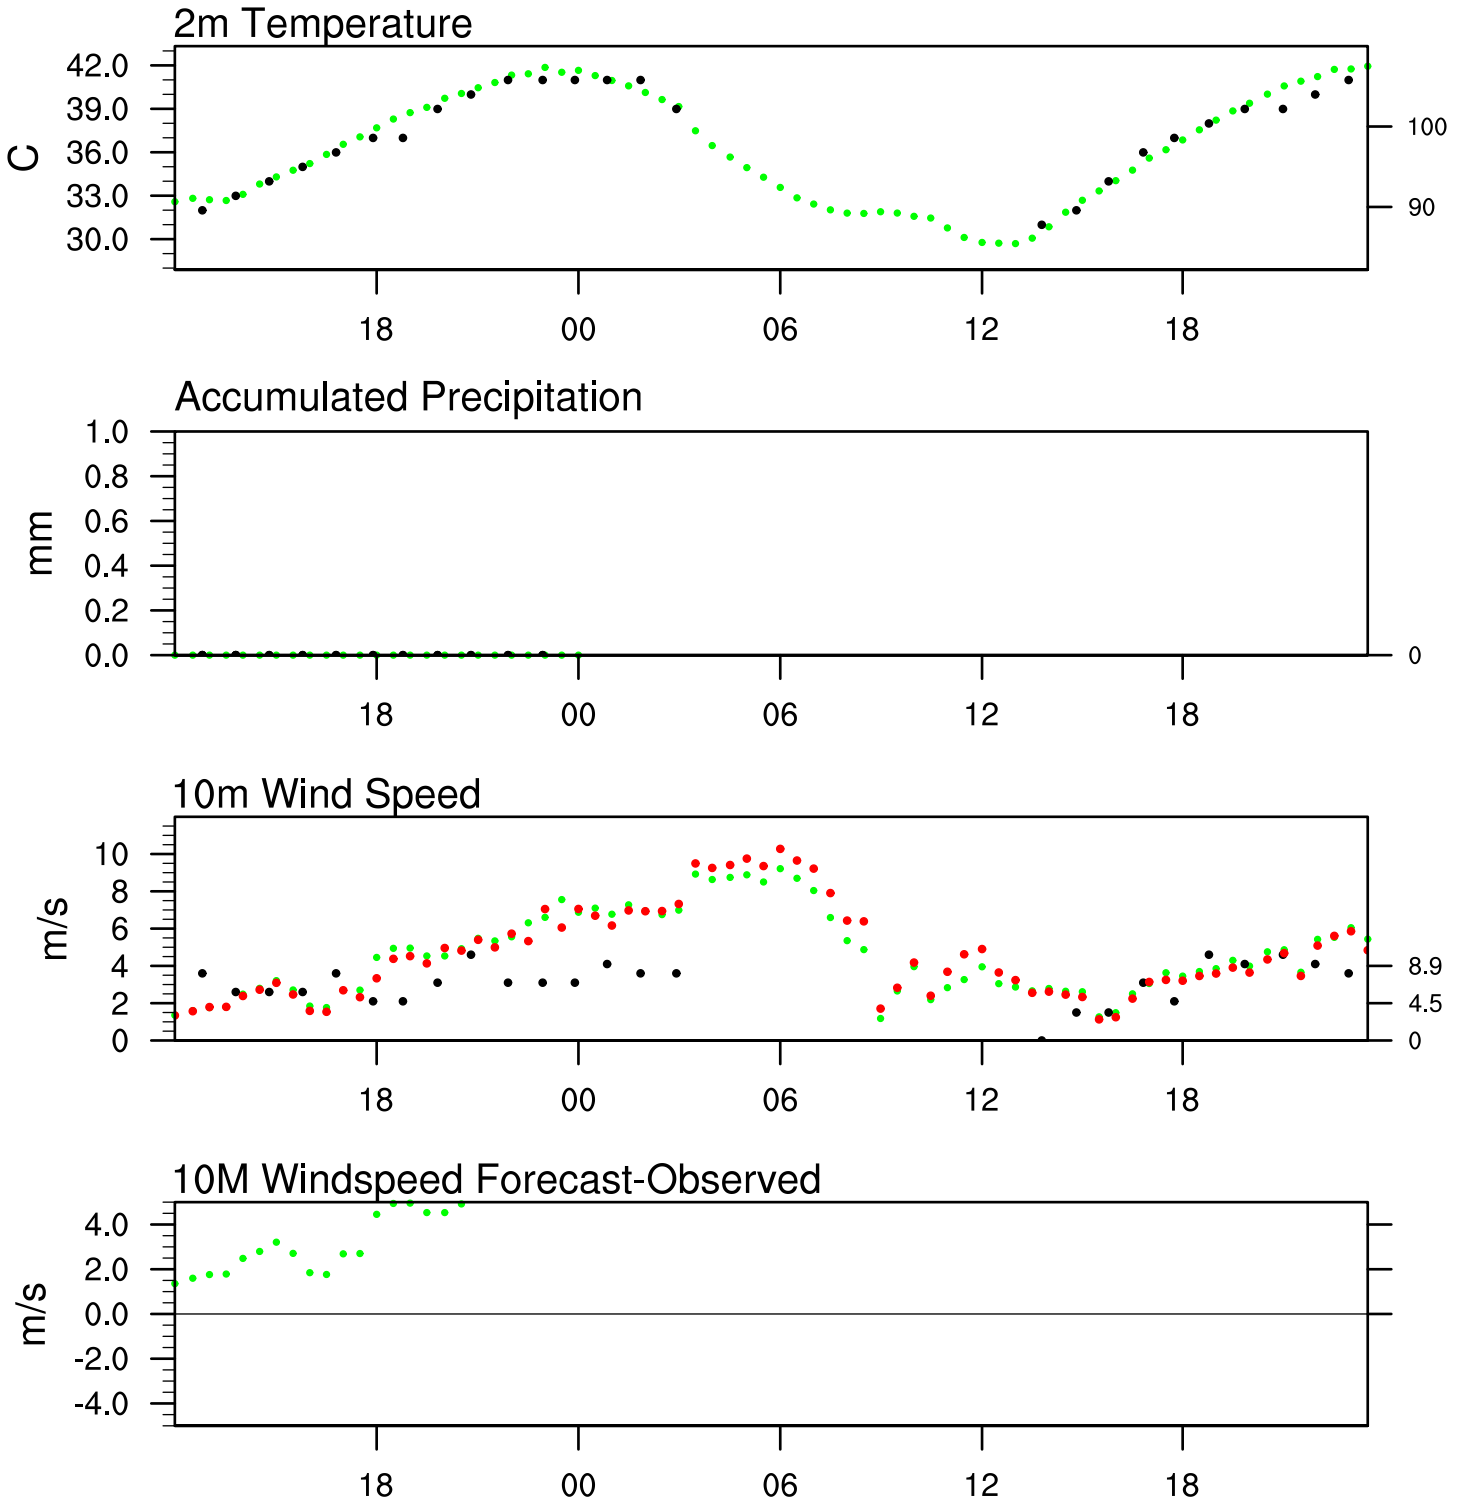 2m Temperature
42.0
39.0
36.0
33.0
30.0
C
100
90
18 00 06 12 18
Accumulated Precipitation
1.0
0.8
0.6
0.4
0.2
0.0
mm
0
18 00 06 12 18
10m Wind Speed
10
8
6
4
2
0
m/s
8.9
4.5
0
18 00 06 12 18
10M Windspeed Forecast-Observed
4.0
2.0
0.0
-2.0
-4.0
m/s
18 00 06 12 18